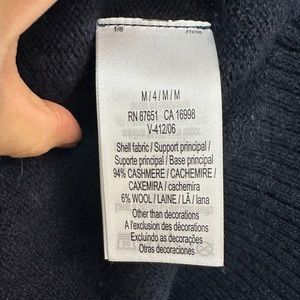 1/8
M / 4 / M / M
RN 87651 CA 16998
V-412/06
Shell fabric / Support principal /
Suporte principal / Base principal
94% CASHMERE / CACHEMIRE /
CAXEMIRA / cachemira
6% WOOL / LAINE / LÃ / lana
Other than decorations
A l'exclusion des décorations
Excluindo as decorações
Otras decoraciones